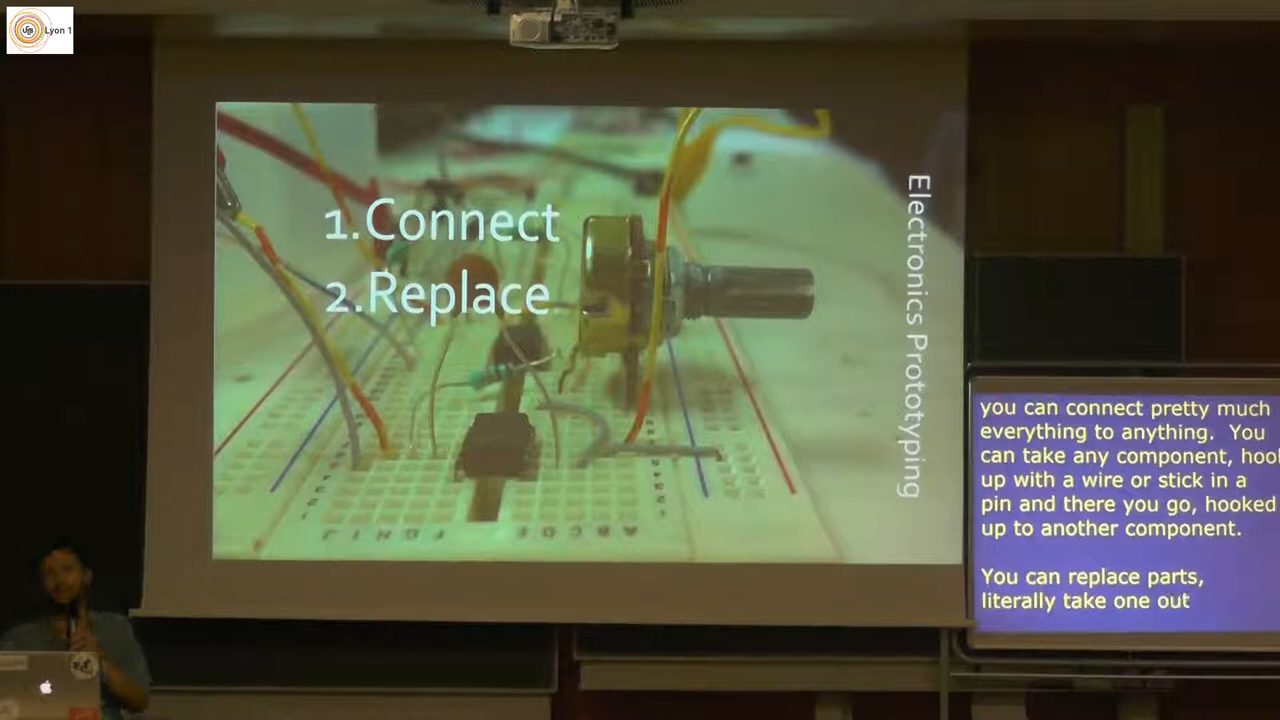 Lyon 1
1.Connect
2.Replace
Electronics Prototyping
you can connect pretty much
everything to anything.  You
can take any component, hook
up with a wire or stick in a
pin and there you go, hooked
up to another component.
You can replace parts,
literally take one out